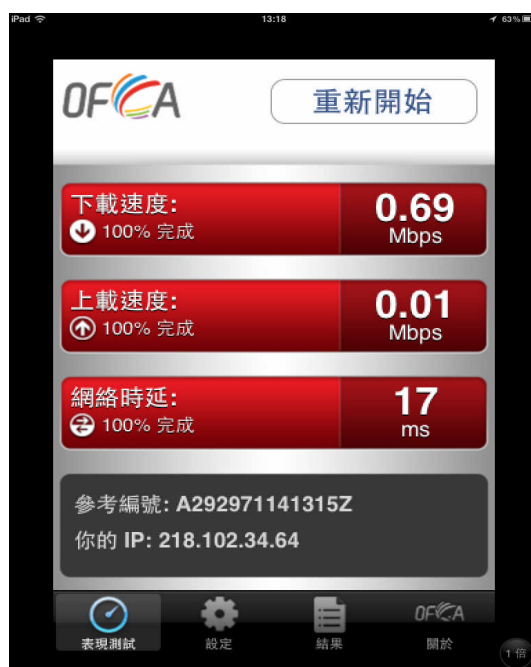 iPad 13:18 63%
OFCA 重新開始
下載速度:
100% 完成
0.69
Mbps
上載速度:
100% 完成
0.01
Mbps
網絡時延:
100% 完成
17
ms
參考編號: A292971141315Z
你的 IP: 218.102.34.64
表現測試 設定 結果 OFCA 關於
1 倍